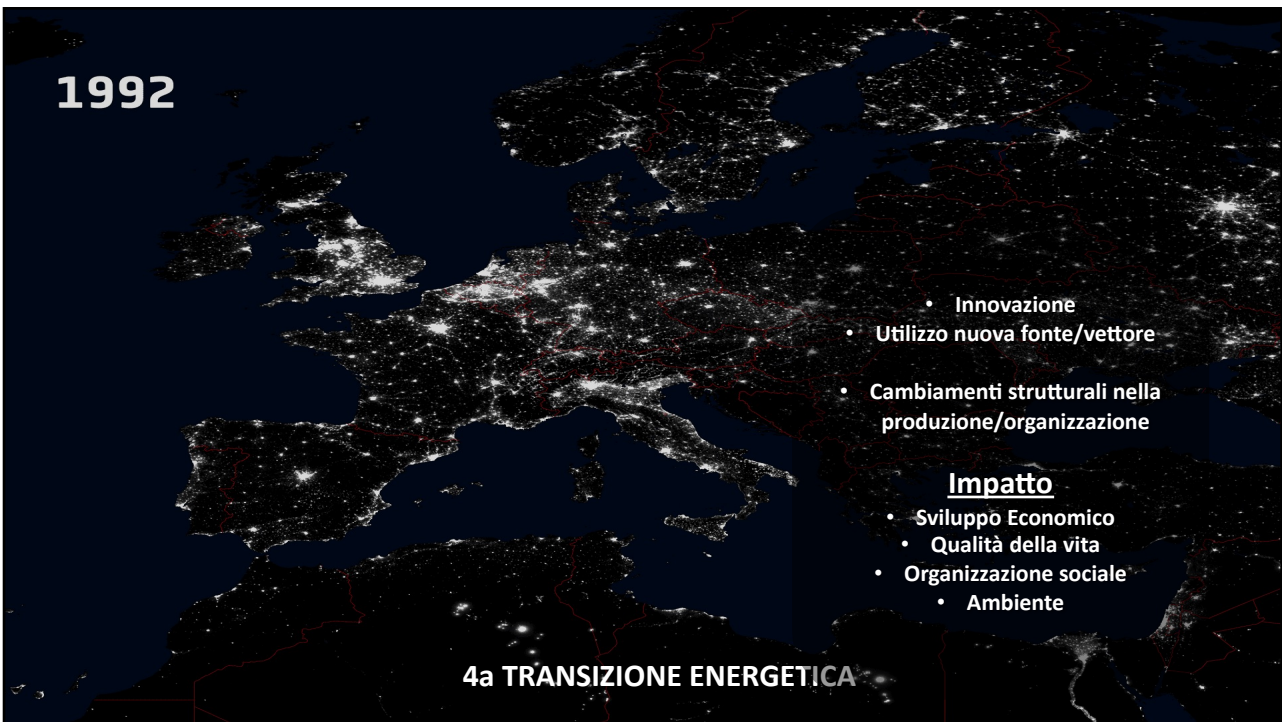 1992
• Innovazione
• Utilizzo nuova fonte/vettore
• Cambiamenti strutturali nella
produzione/organizzazione
Impatto
• Sviluppo Economico
• Qualità della vita
• Organizzazione sociale
• Ambiente
4a TRANSIZIONE ENERGETICA